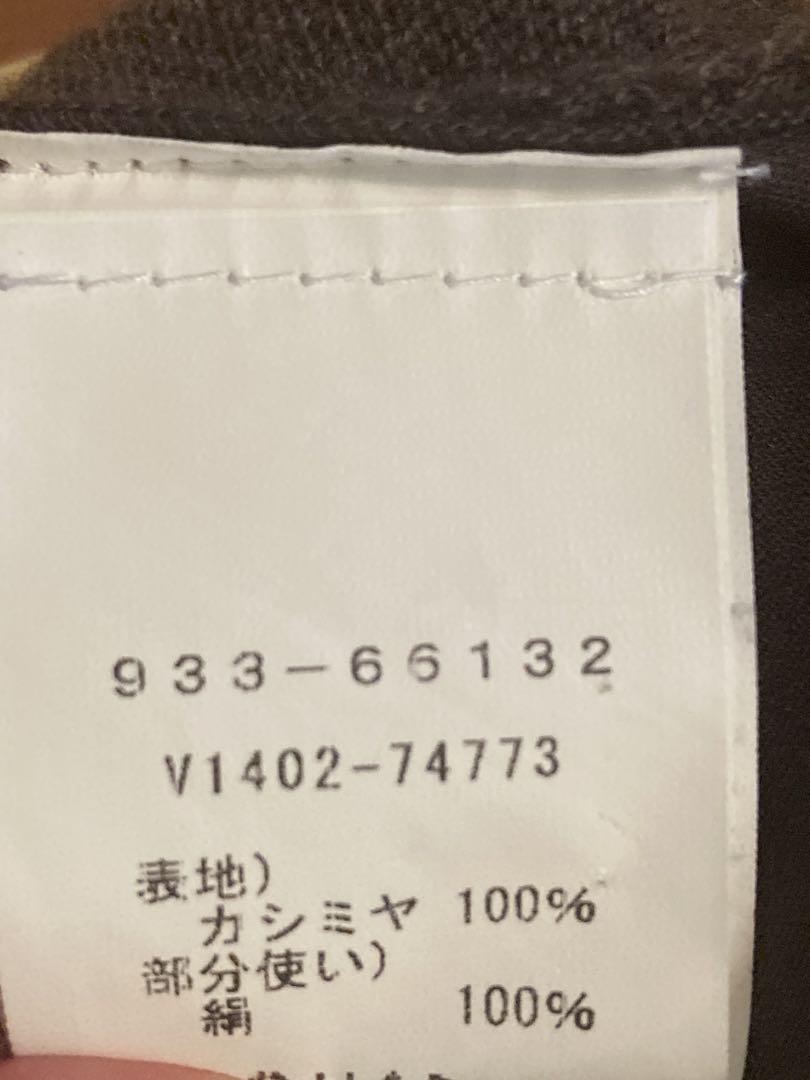 933-66132
V1402-74773
表地)
カシミヤ 100%
部分使い)
絹 100%